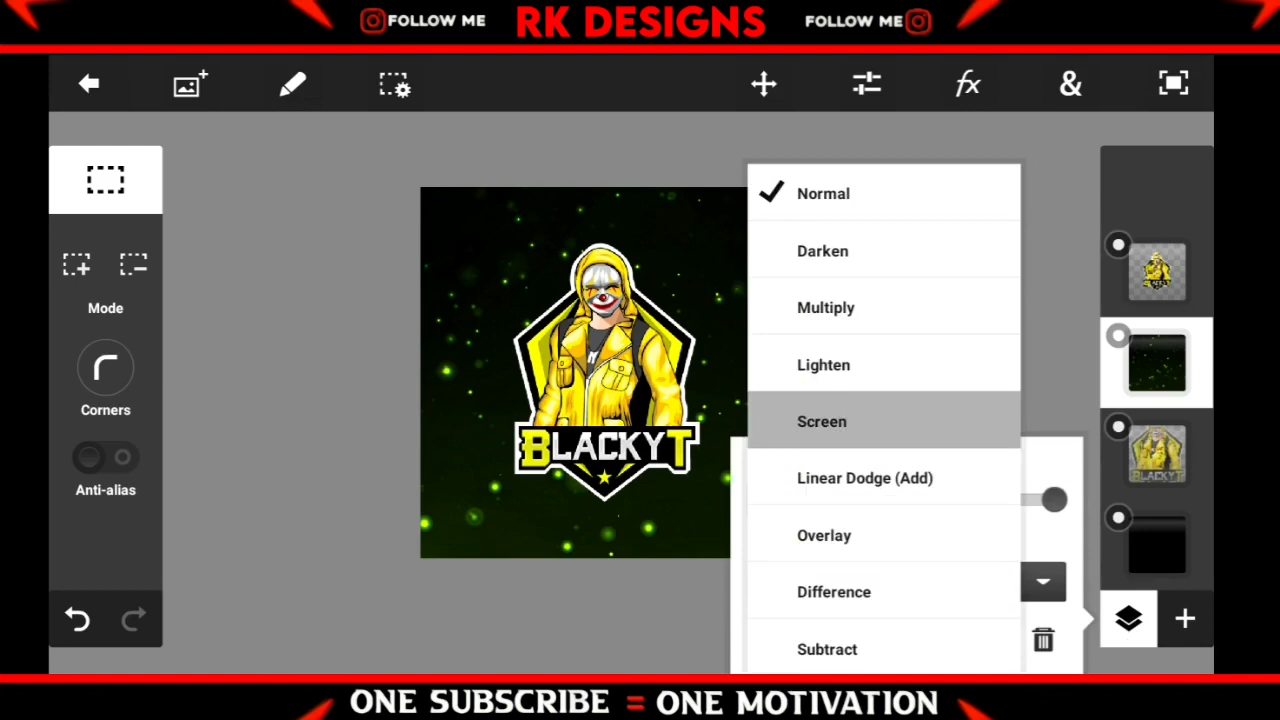 FOLLOW ME RK DESIGNS FOLLOW ME
fx &
Normal
Darken
Multiply
Mode
Lighten
Corners
Screen
BLACKYT
Linear Dodge (Add)
Anti-alias
Overlay
Difference
Subtract
ONE SUBSCRIBE = ONE MOTIVATION